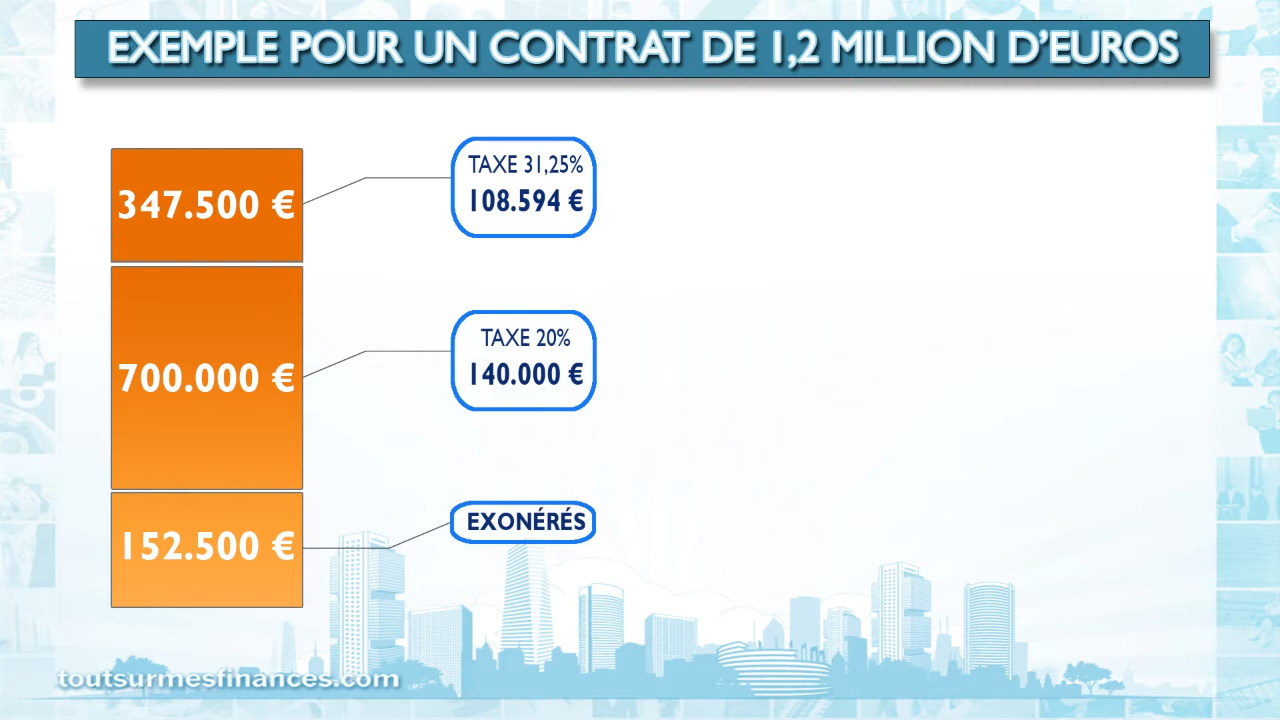 EXEMPLE POUR UN CONTRAT DE 1,2 MILLION D'EUROS
347.500 €
TAXE 31,25%
108.594 €
700.000 €
TAXE 20%
140.000 €
152.500 €
EXONÉRÉS
toutsurmesfinances.com